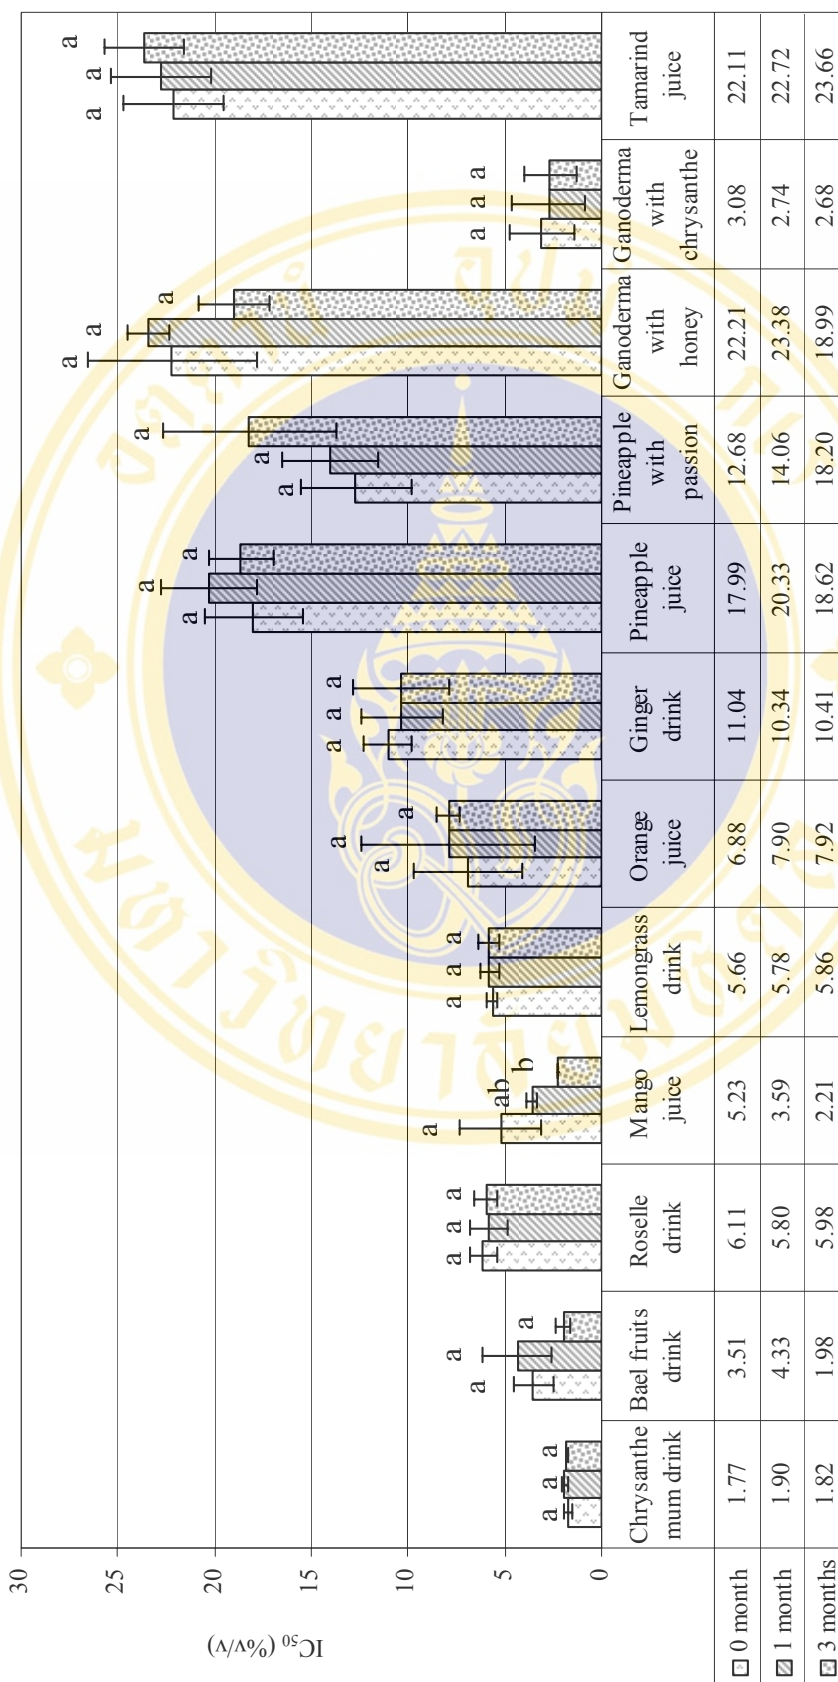 30
25
20
15
10
5
0
IC50 (%v/v)
a a a
a a a
a a a
a ab b
a a a
a a a
a a a
a a a
a a a
a a a
a a a
a a a
Chrysanthe mum drink
Bael fruits drink
Roselle drink
Mango juice
Lemongrass drink
Orange juice
Ginger drink
Pineapple juice
Pineapple with passion
Ganoderma with honey
Ganoderma with chrysanthe
Tamarind juice
0 month 1.77 3.51 6.11 5.23 5.66 6.88 11.04 17.99 12.68 22.21 3.08 22.11
1 month 1.90 4.33 5.80 3.59 5.78 7.90 10.34 20.33 14.06 23.38 2.74 22.72
3 months 1.82 1.98 5.98 2.21 5.86 7.92 10.41 18.62 18.20 18.99 2.68 23.66